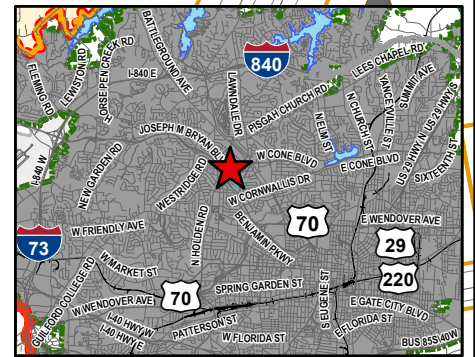 FLEMING RD
LEWISTON RD
HORSE PEN CREEK RD
BATTLEGROUND AVE
I-840 E
LAWNDALE DR
840
LEES CHAPEL RD
PISGAH CHURCH RD
N ELM ST
N CHURCH ST
YANCEYVILLE ST
SUMMIT AVE
US 29 HWY N
US 29 HWY S
SIXTEENTH ST
JOSEPH M BRYAN BL
I-840 W
NEW GARDEN RD
WESTRIDGE RD
W CONE BLVD
E CONE BLVD
W CORNWALLIS DR
W FRIENDLY AVE
N HOLDEN RD
BENJAMIN PKWY
70
E WENDOVER AVE
29
73
220
GUILFORD COLLEGE RD
W MARKET ST
70
SPRING GARDEN ST
S EUGENE ST
W WENDOVER AVE
I-40 HWY W
I-40 HWY E
PATTERSON ST
W FLORIDA ST
E GATE CITY BLVD
E FLORIDA ST
BUS 85S\40W